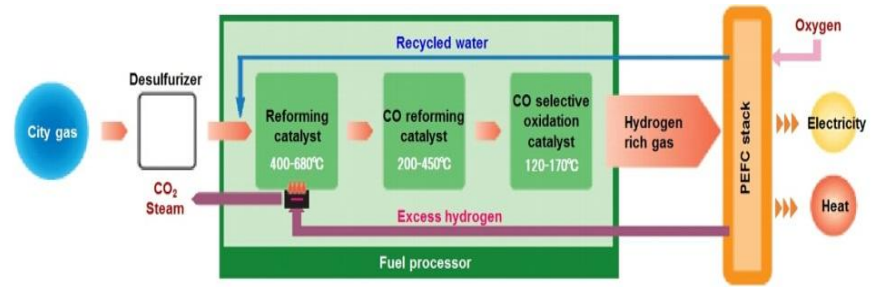 Oxygen
Recycled water
Desulfurizer
City gas
Reforming
catalyst
400-680℃
CO reforming
catalyst
200-450℃
CO selective
oxidation
catalyst
120-170℃
Hydrogen
rich gas
PEFC stack
Electricity
Heat
CO₂
Steam
Excess hydrogen
Fuel processor